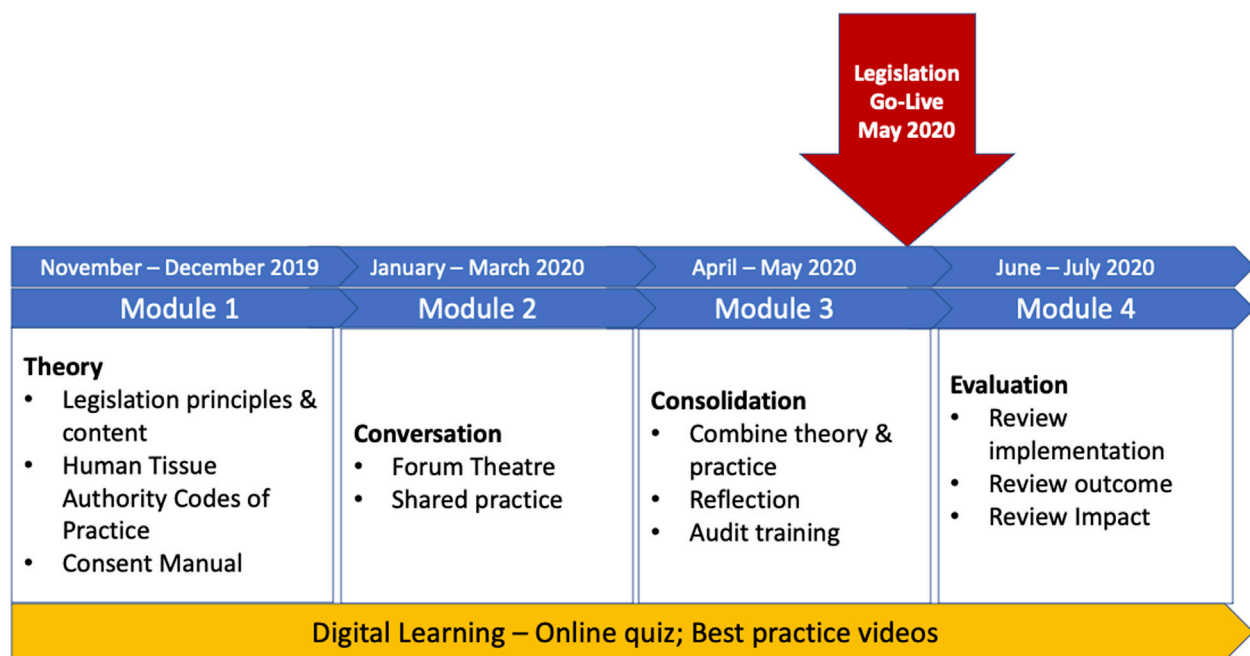 Legislation
Go-Live
May 2020
November – December 2019
January – March 2020
April – May 2020
June – July 2020
Module 1
Module 2
Module 3
Module 4
Theory
• Legislation principles &
content
• Human Tissue
Authority Codes of
Practice
• Consent Manual
Conversation
• Forum Theatre
• Shared practice
Consolidation
• Combine theory &
practice
• Reflection
• Audit training
Evaluation
• Review
implementation
• Review outcome
• Review Impact
Digital Learning – Online quiz; Best practice videos